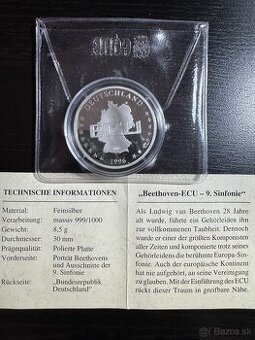 DEUTSCHLAND
ECU
1996
TECHNISCHE INFORMATIONEN
Material: Feinsilber
Verarbeitung: massiv 999/1000
Gewicht: 8,5 g
Durchmesser: 30 mm
Prägequalität: Polierte Platte
Vorderseite: Porträt Beethovens
und Ausschnitte der
9. Sinfonie
Rückseite: „Bundesrepublik
Deutschland“
„Beethoven-ECU – 9. Sinfonie“
Als Ludwig van Beethoven 28 Jahre
alt wurde, führte ein Gehörleiden ihn
zur vollkommenen Taubheit. Dennoch
wurde er einer der größten Komponisten
aller Zeiten und komponierte trotz seines
Gehörleidens die berühmte Europa-Sin-
fonie. Auch der europäische Kontinent
hat nie aufgehört, an seine Vereinigung
zu glauben. Mit der Einführung des ECU
rückt dieser Traum in greifbare Nähe.
bazos.sk